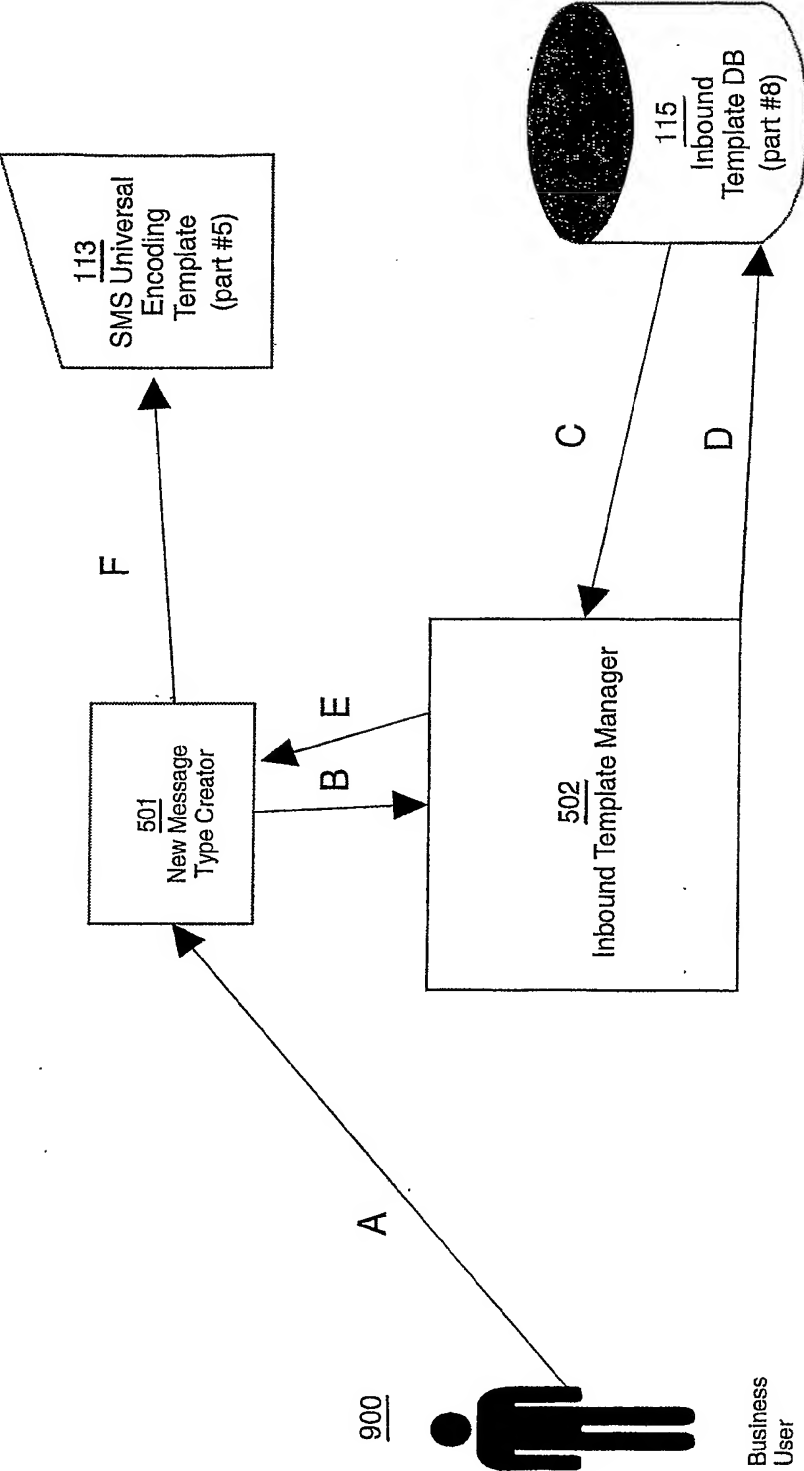 900
Business
User
A
501
New Message
Type Creator
B
E
F
113
SMS Universal
Encoding
Template
(part #5)
502
Inbound Template Manager
C
D
115
Inbound
Template DB
(part #8)